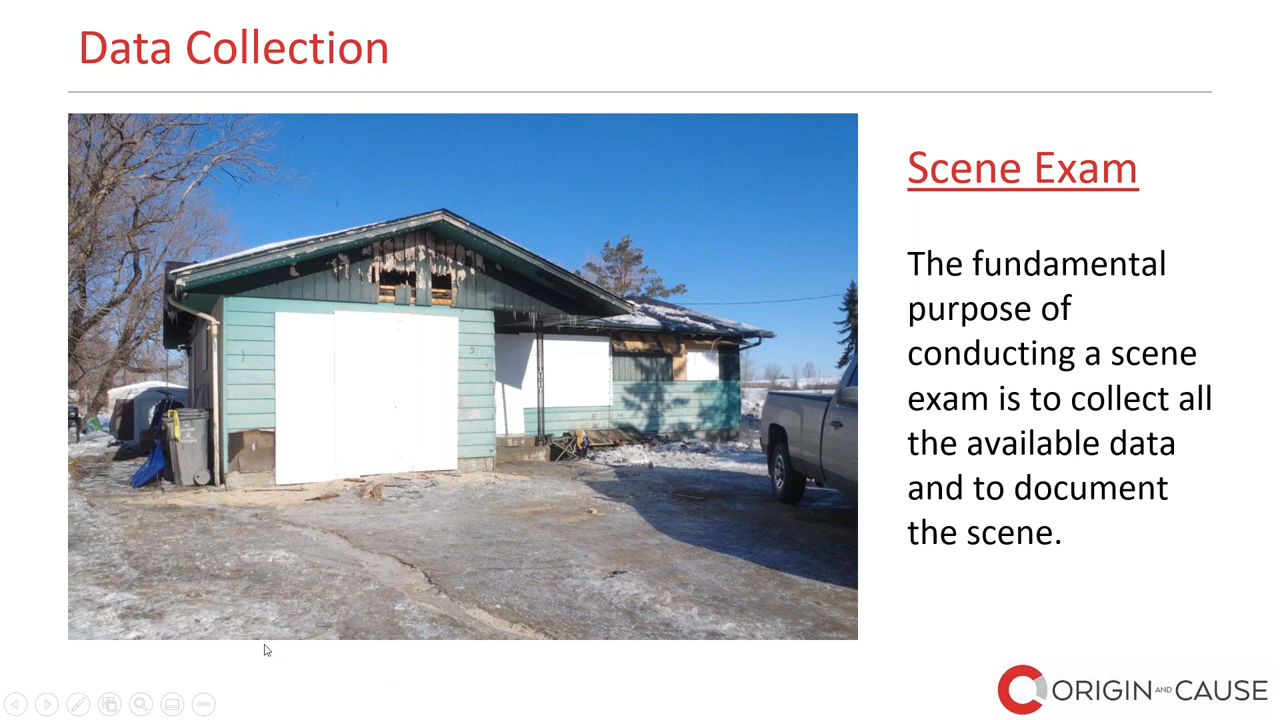 Data Collection
Scene Exam
The fundamental
purpose of
conducting a scene
exam is to collect all
the available data
and to document
the scene.
ORIGIN AND CAUSE